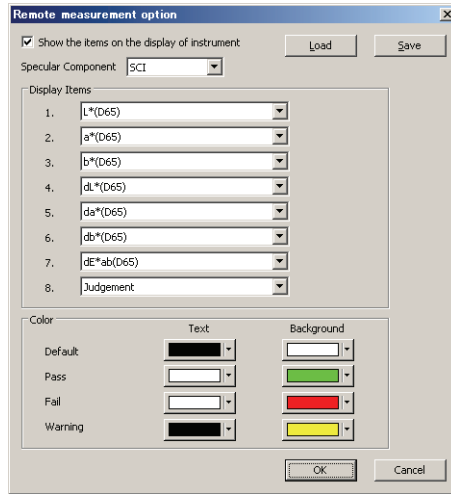 Remote measurement option
Show the items on the display of instrument
Load
Save
Specular Component SCI
Display Items
1. L*(D65)
2. a*(D65)
3. b*(D65)
4. dL*(D65)
5. da*(D65)
6. db*(D65)
7. dE*ab(D65)
8. Judgement
Color
Text Background
Default
Pass
Fail
Warning
OK Cancel